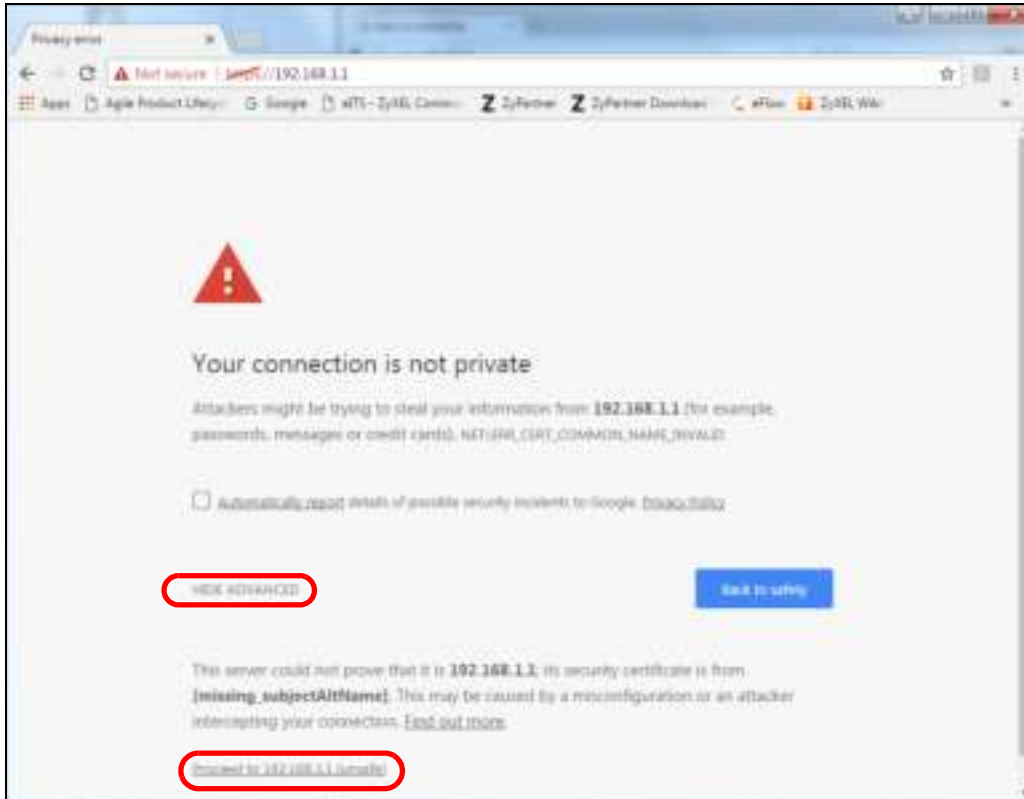 Privacy error
Not secure | https://192.168.1.1
Apps Agile Product Lifecy Google eITS - ZyXEL Conne ZyPartner ZyPartner Download eFlow ZyXEL Wiki
Your connection is not private
Attackers might be trying to steal your information from 192.168.1.1 (for example,
passwords, messages or credit cards). NET::ERR_CERT_COMMON_NAME_INVALID
Automatically report details of possible security incidents to Google. Privacy Policy
HIDE ADVANCED
Back to safety
This server could not prove that it is 192.168.1.1; its security certificate is from
[missing_subjectAltName]. This may be caused by a misconfiguration or an attacker
intercepting your connection. Find out more.
Proceed to 192.168.1.1 (unsafe)